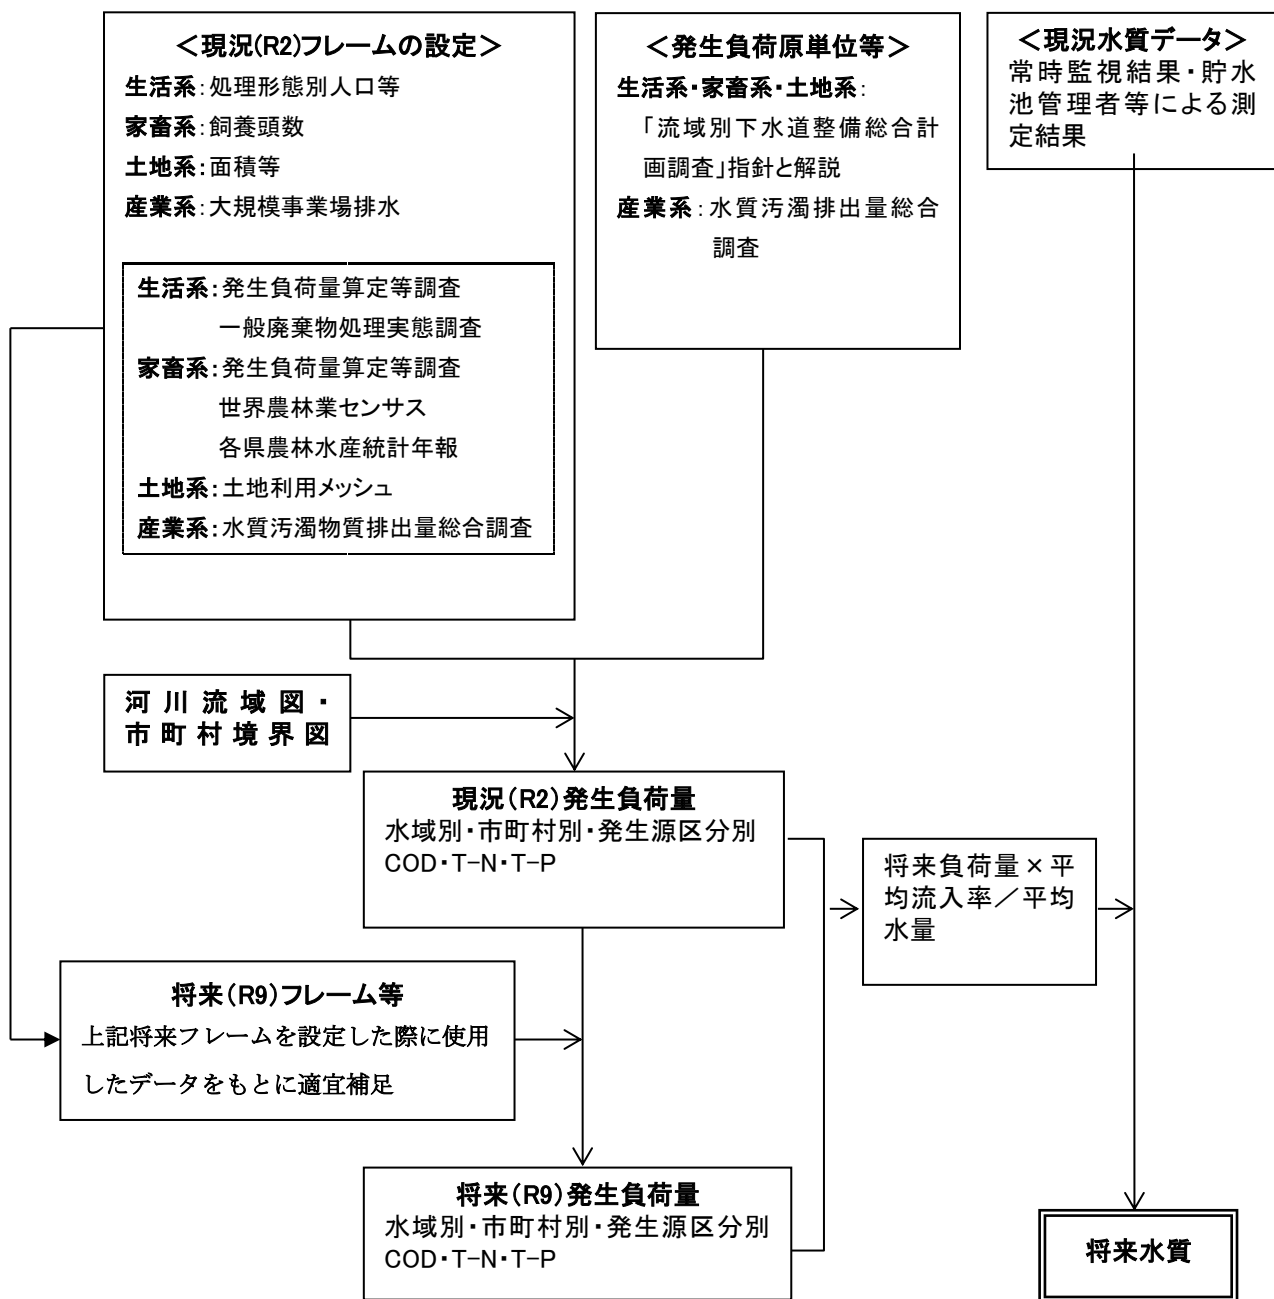 ＜現況(R2)フレームの設定＞
生活系：処理形態別人口等
家畜系：飼養頭数
土地系：面積等
産業系：大規模事業場排水
生活系：発生負荷量算定等調査
一般廃棄物処理実態調査
家畜系：発生負荷量算定等調査
世界農林業センサス
各県農林水産統計年報
土地系：土地利用メッシュ
産業系：水質汚濁物質排出量総合調査
＜発生負荷原単位等＞
生活系・家畜系・土地系：
「流域別下水道整備総合計
画調査」指針と解説
産業系：水質汚濁排出量総合
調査
＜現況水質データ＞
常時監視結果・貯水
池管理者等による測
定結果
河川流域図・
市町村境界図
現況（R2）発生負荷量
水域別・市町村別・発生源区分別
COD・T-N・T-P
将来負荷量×平
均流入率／平均
水量
将来（R9）フレーム等
上記将来フレームを設定した際に使用
したデータをもとに適宜補足
将来（R9）発生負荷量
水域別・市町村別・発生源区分別
COD・T-N・T-P
将来水質